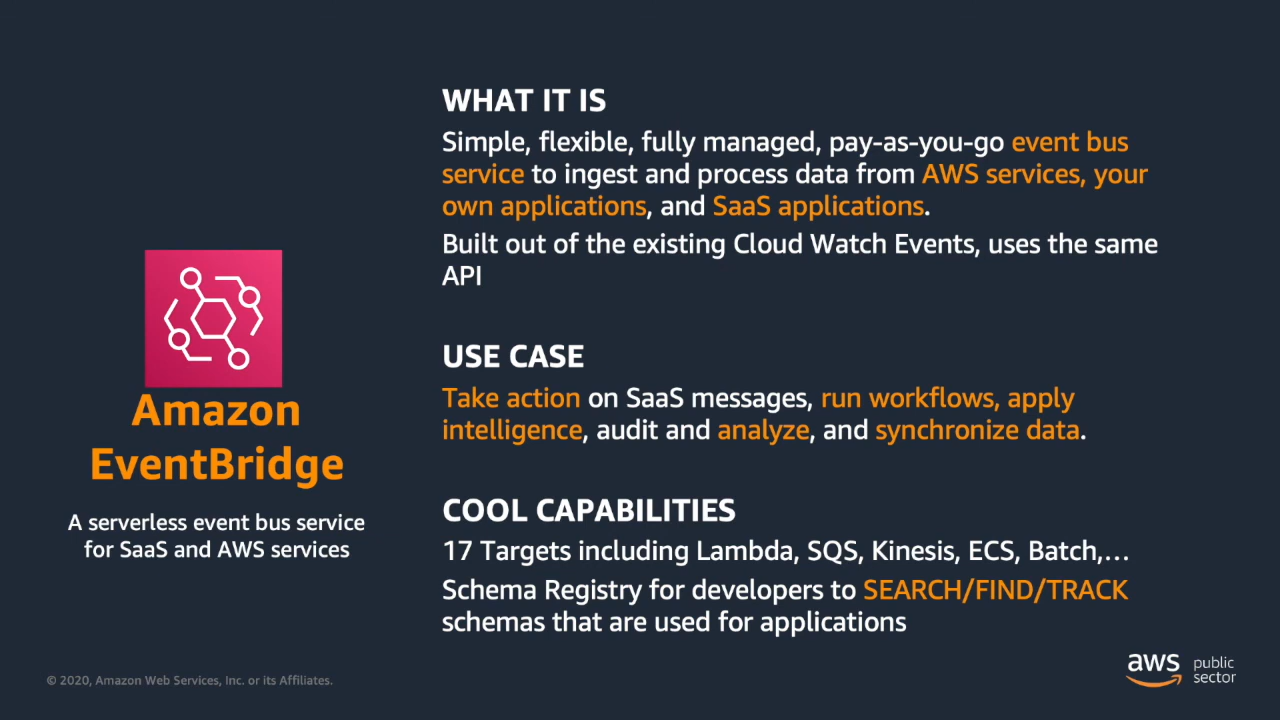 WHAT IT IS
Simple, flexible, fully managed, pay-as-you-go event bus
service to ingest and process data from AWS services, your
own applications, and SaaS applications.
Built out of the existing Cloud Watch Events, uses the same
API
Amazon
EventBridge
A serverless event bus service
for SaaS and AWS services
USE CASE
Take action on SaaS messages, run workflows, apply
intelligence, audit and analyze, and synchronize data.
COOL CAPABILITIES
17 Targets including Lambda, SQS, Kinesis, ECS, Batch,...
Schema Registry for developers to SEARCH/FIND/TRACK
schemas that are used for applications
© 2020, Amazon Web Services, Inc. or its Affiliates.
aws public
sector